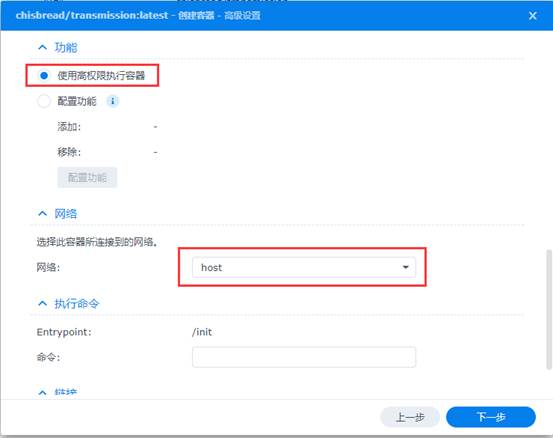 chisbread/transmission:latest - 创建容器 - 高级设置
功能
使用高权限执行容器
配置功能
添加: -
移除: -
配置功能
网络
选择此容器所连接到的网络。
网络: host
执行命令
Entrypoint: /init
命令:
链接
上一步 下一步